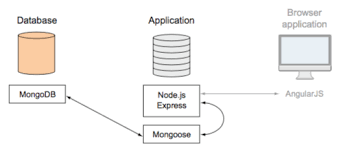 Database
Application
Browser
application
MongoDB
Node.js
Express
AngularJS
Mongoose